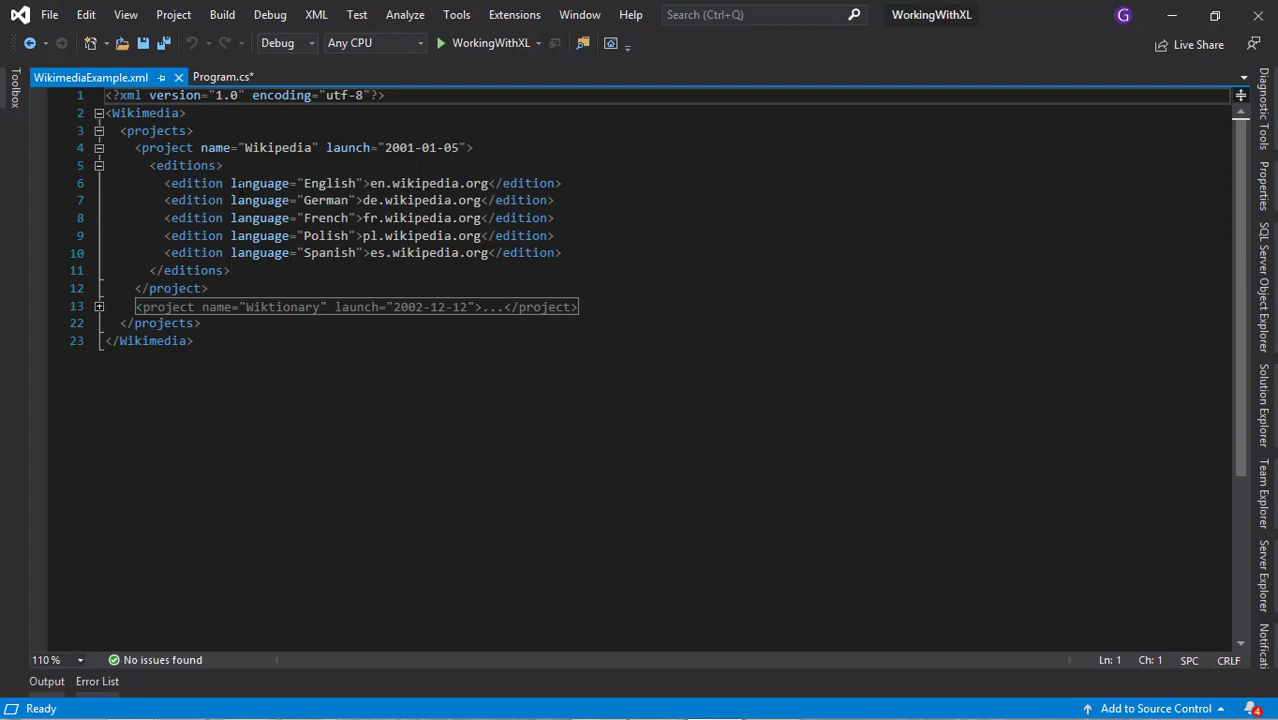 File Edit View Project Build Debug XML Test Analyze Tools Extensions Window Help Search (Ctrl+Q) WorkingWithXL G
Debug Any CPU WorkingWithXL Live Share
WikimediaExample.xml Program.cs*
1 <?xml version="1.0" encoding="utf-8"?>
2 <Wikimedia>
3 <projects>
4 <project name="Wikipedia" launch="2001-01-05">
5 <editions>
6 <edition language="English">en.wikipedia.org</edition>
7 <edition language="German">de.wikipedia.org</edition>
8 <edition language="French">fr.wikipedia.org</edition>
9 <edition language="Polish">pl.wikipedia.org</edition>
10 <edition language="Spanish">es.wikipedia.org</edition>
11 </editions>
12 </project>
13 <project name="Wiktionary" launch="2002-12-12">...</project>
22 </projects>
23 </Wikimedia>
Toolbox
Diagnostic Tools
Properties
SQL Server Object Explorer
Solution Explorer
Team Explorer
Server Explorer
Notificati
110 % No issues found Ln: 1 Ch: 1 SPC CRLF
Output Error List
Ready Add to Source Control 4